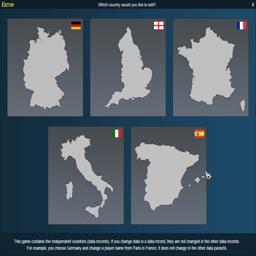 Editor
Which country would you like to edit?
x
This game contains five independent countries (data records). If you change data in a data record, they are not changed in the other data records.
For example, you choose Germany and change a player name from Paris in France, it does not change in the other data packets.